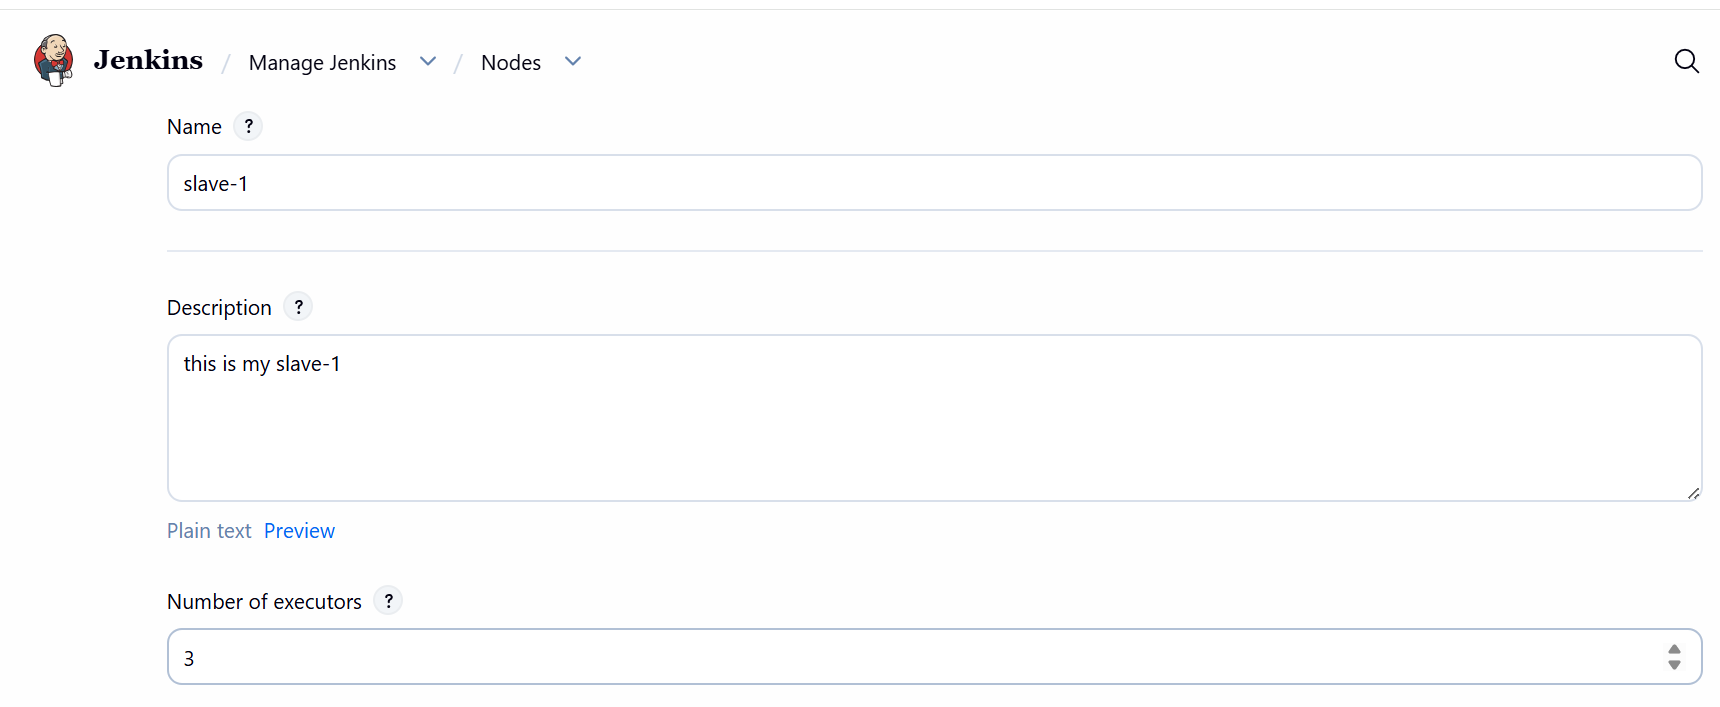 Jenkins / Manage Jenkins / Nodes
Name ?
slave-1
Description ?
this is my slave-1
Plain text Preview
Number of executors ?
3